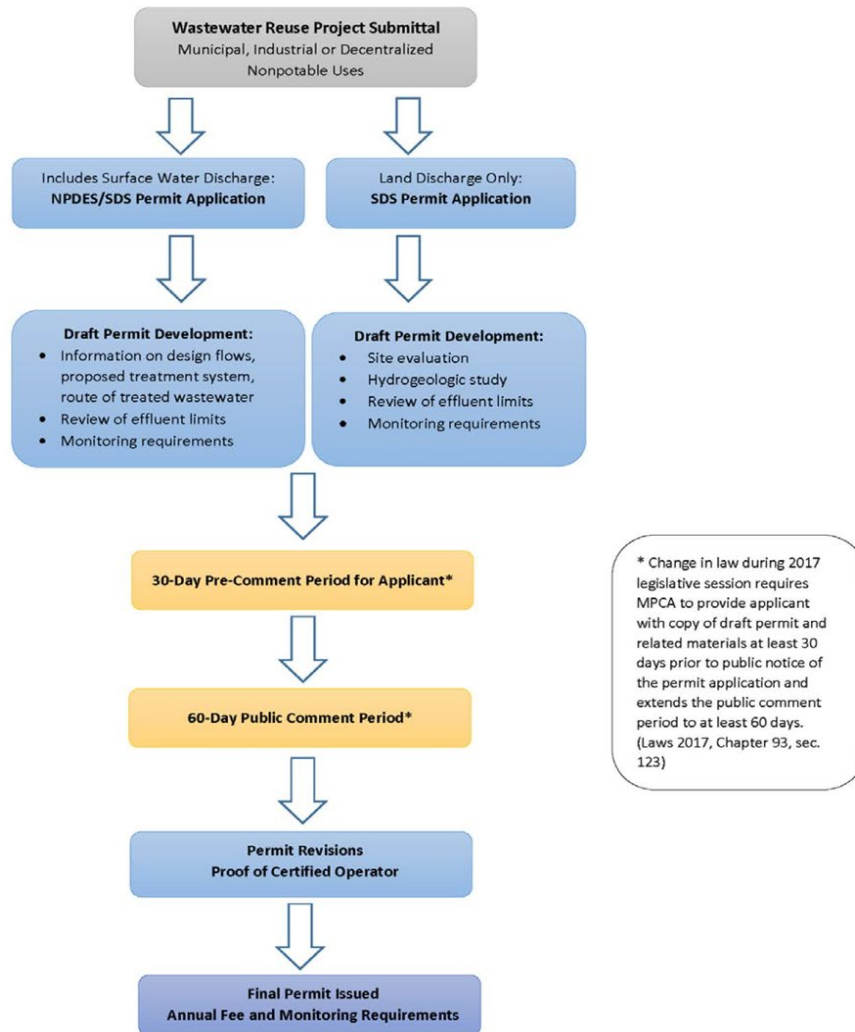 Wastewater Reuse Project Submittal
Municipal, Industrial or Decentralized
Nonpotable Uses
Includes Surface Water Discharge:
NPDES/SDS Permit Application
Land Discharge Only:
SDS Permit Application
Draft Permit Development:
• Information on design flows,
proposed treatment system,
route of treated wastewater
• Review of effluent limits
• Monitoring requirements
Draft Permit Development:
• Site evaluation
• Hydrogeologic study
• Review of effluent limits
• Monitoring requirements
30-Day Pre-Comment Period for Applicant*
60-Day Public Comment Period*
* Change in law during 2017
legislative session requires
MPCA to provide applicant
with copy of draft permit and
related materials at least 30
days prior to public notice of
the permit application and
extends the public comment
period to at least 60 days.
(Laws 2017, Chapter 93, sec.
123)
Permit Revisions
Proof of Certified Operator
Final Permit Issued
Annual Fee and Monitoring Requirements